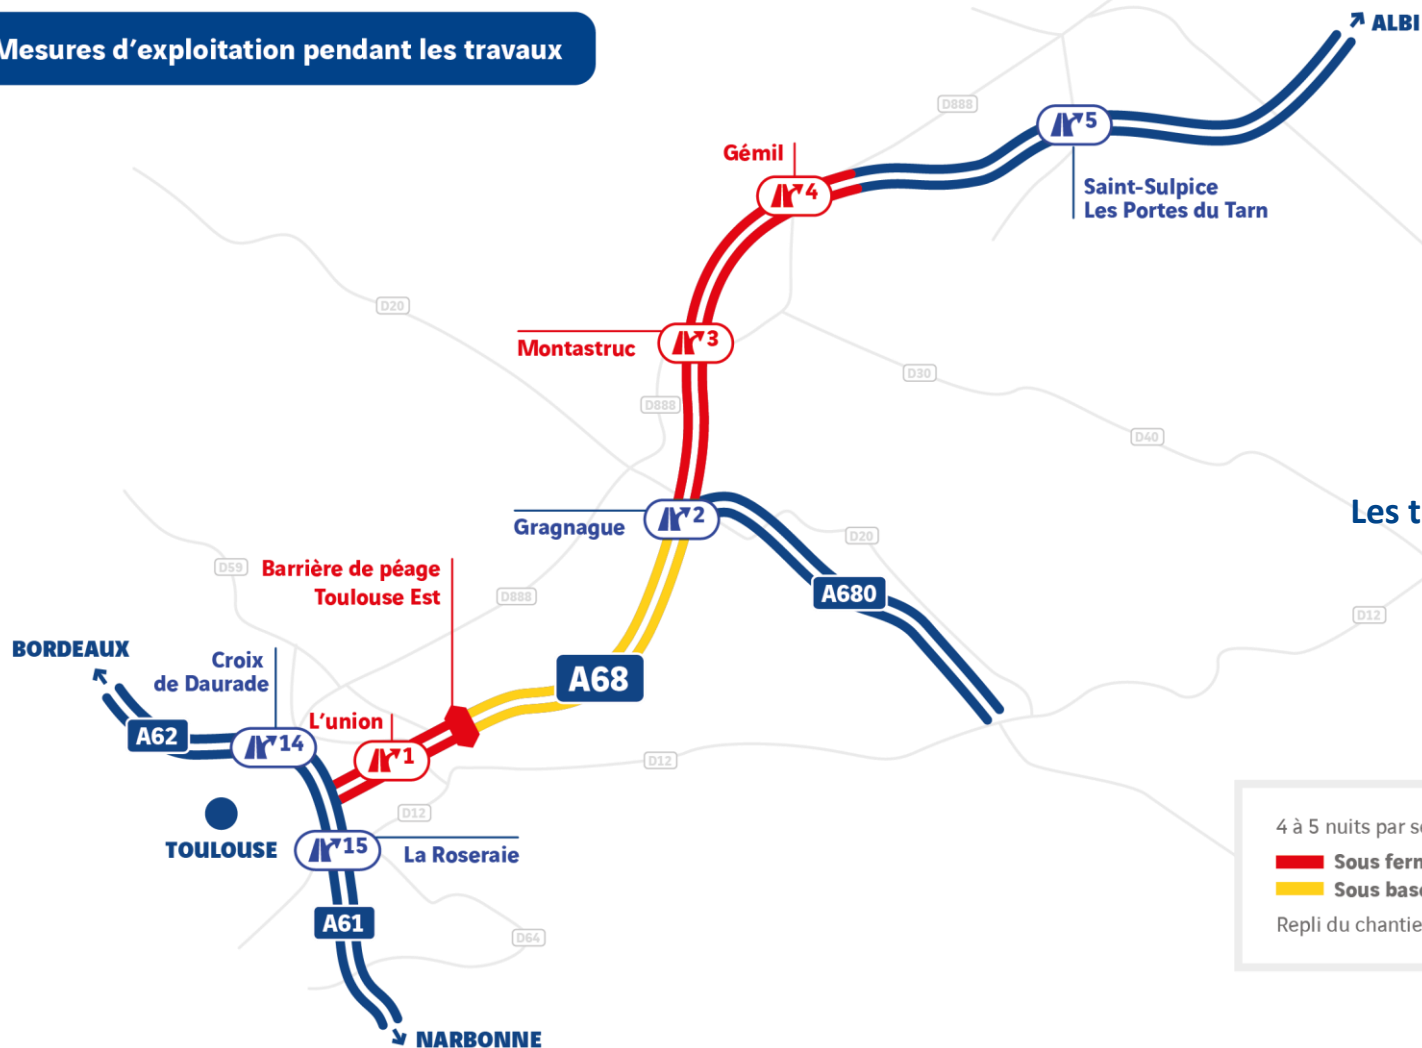 Mesures d'exploitation pendant les travaux
ALBI
D888
5
Gémil
4
Saint-Sulpice
Les Portes du Tarn
D20
3
Montastruc
D30
D888
D40
2
Gragnague
Les t
D20
D59
Barrière de péage
Toulouse Est
D888
A680
D12
BORDEAUX
Croix
de Daurade
A68
L'union
A62
14
1
D12
D12
TOULOUSE
15
La Roseraie
4 à 5 nuits par s
Sous ferm
Sous bas
Repli du chantie
A61
D64
NARBONNE